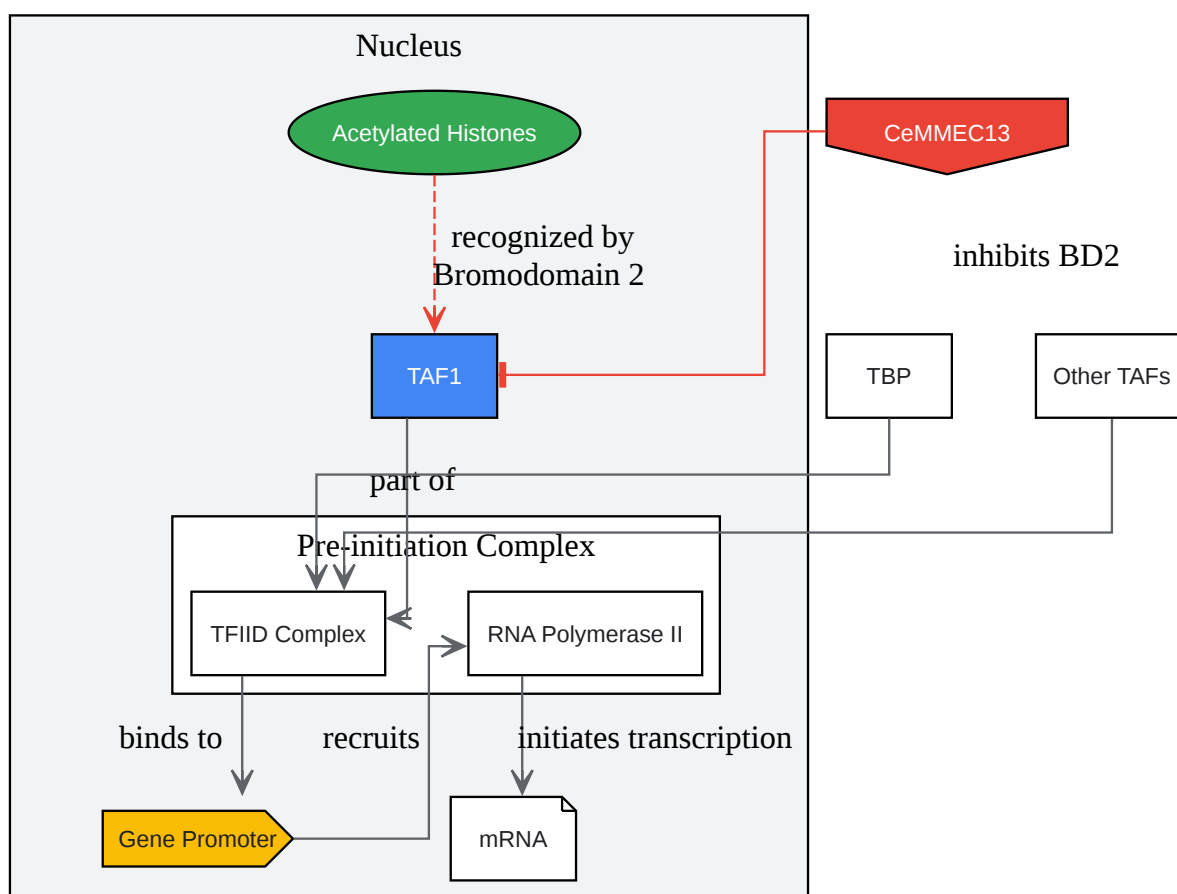 Nucleus
Acetylated Histones
CeMMEC13
recognized by
Bromodomain 2
inhibits BD2
TAF1
TBP
Other TAFs
part of
Pre-initiation Complex
TFIID Complex
RNA Polymerase II
binds to
recruits
initiates transcription
Gene Promoter
mRNA